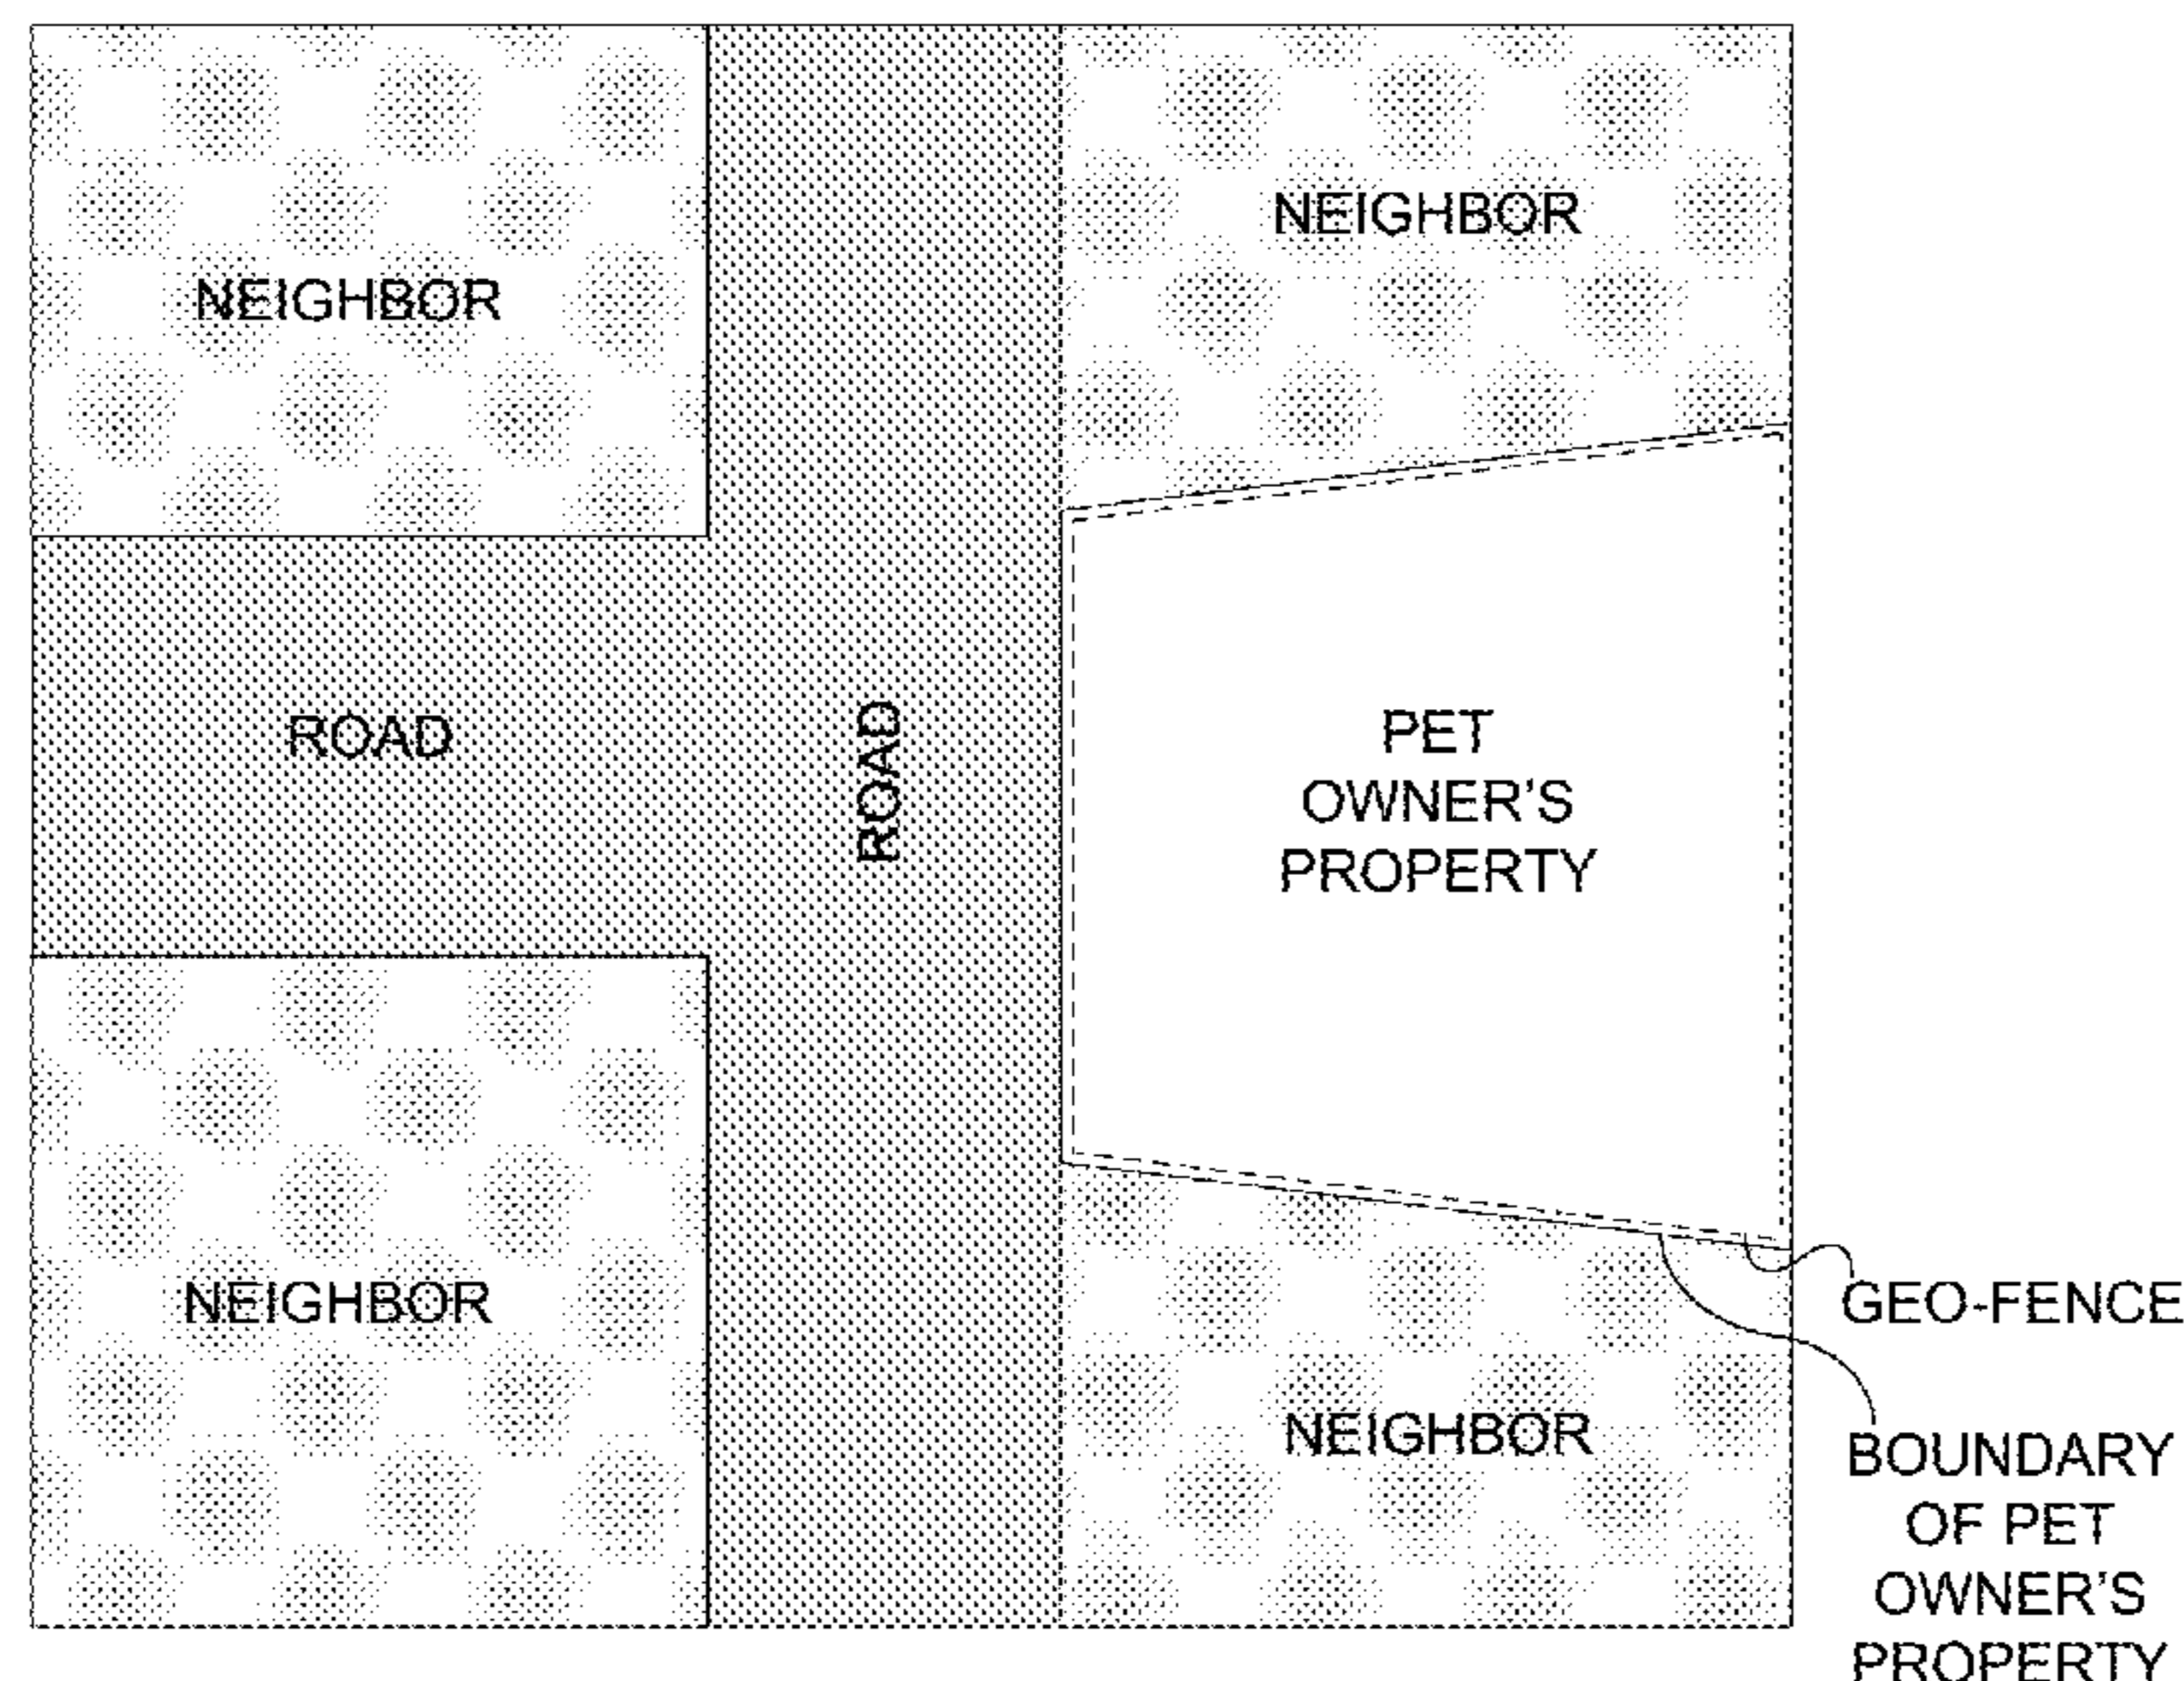 NEIGHBOR
NEIGHBOR
ROAD
ROAD
PET
OWNER'S
PROPERTY
NEIGHBOR
NEIGHBOR
GEO-FENCE
BOUNDARY
OF PET
OWNER'S
PROPERTY